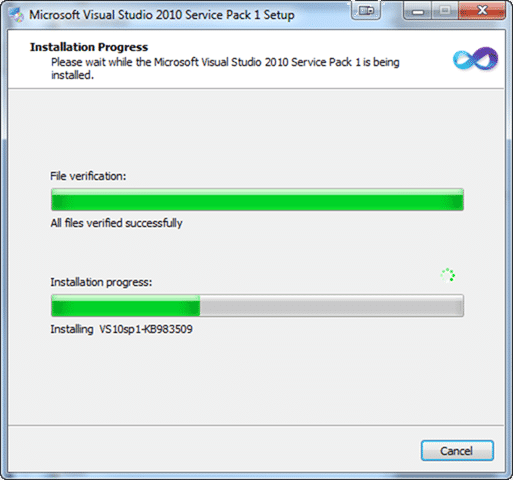 Microsoft Visual Studio 2010 Service Pack 1 Setup
Installation Progress
Please wait while the Microsoft Visual Studio 2010 Service Pack 1 is being
installed.
File verification:
All files verified successfully
Installation progress:
Installing VS10sp1-KB983509
Cancel